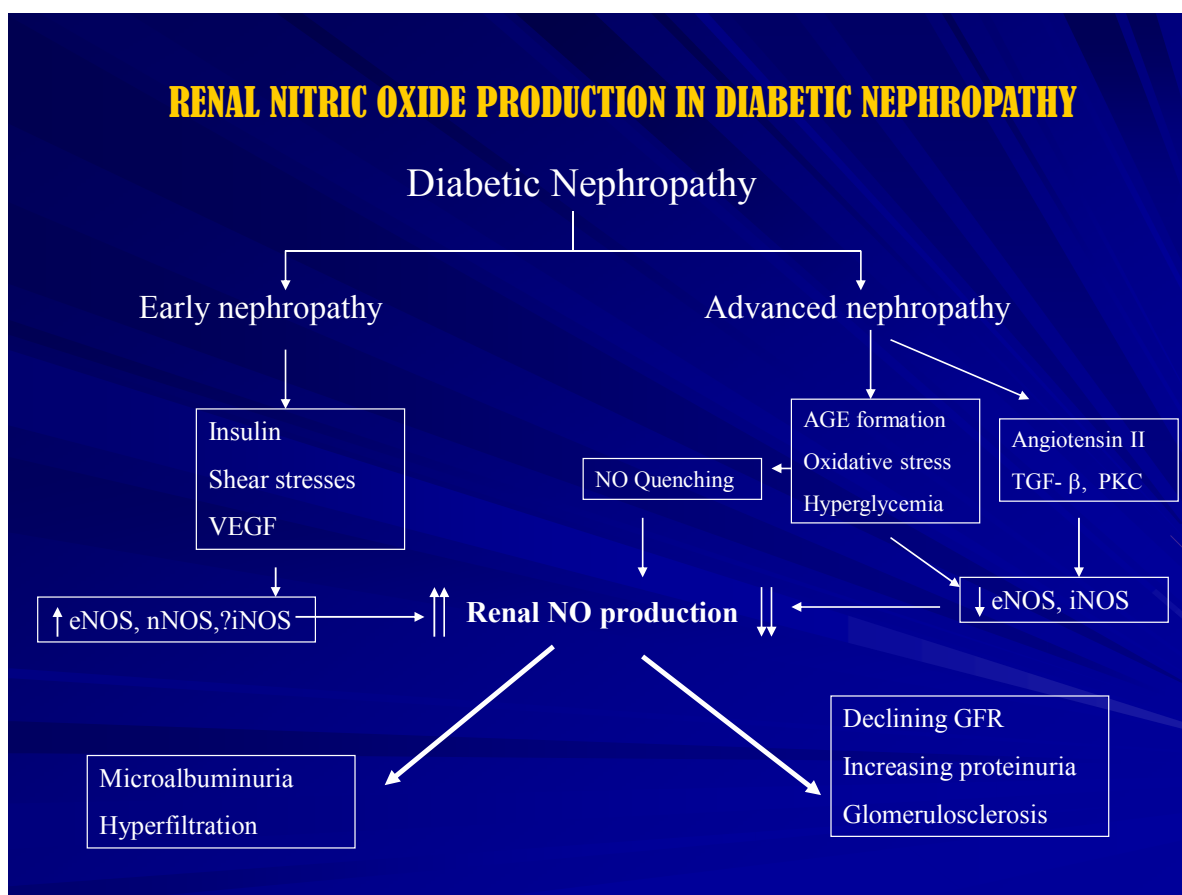 RENAL NITRIC OXIDE PRODUCTION IN DIABETIC NEPHROPATHY
Diabetic Nephropathy
Early nephropathy
Advanced nephropathy
Insulin
Shear stresses
VEGF
AGE formation
Oxidative stress
Hyperglycemia
Angiotensin II
TGF- β, PKC
NO Quenching
↑ eNOS, nNOS,?iNOS
↑↑ Renal NO production ↓↓
↓ eNOS, iNOS
Microalbuminuria
Hyperfiltration
Declining GFR
Increasing proteinuria
Glomerulosclerosis